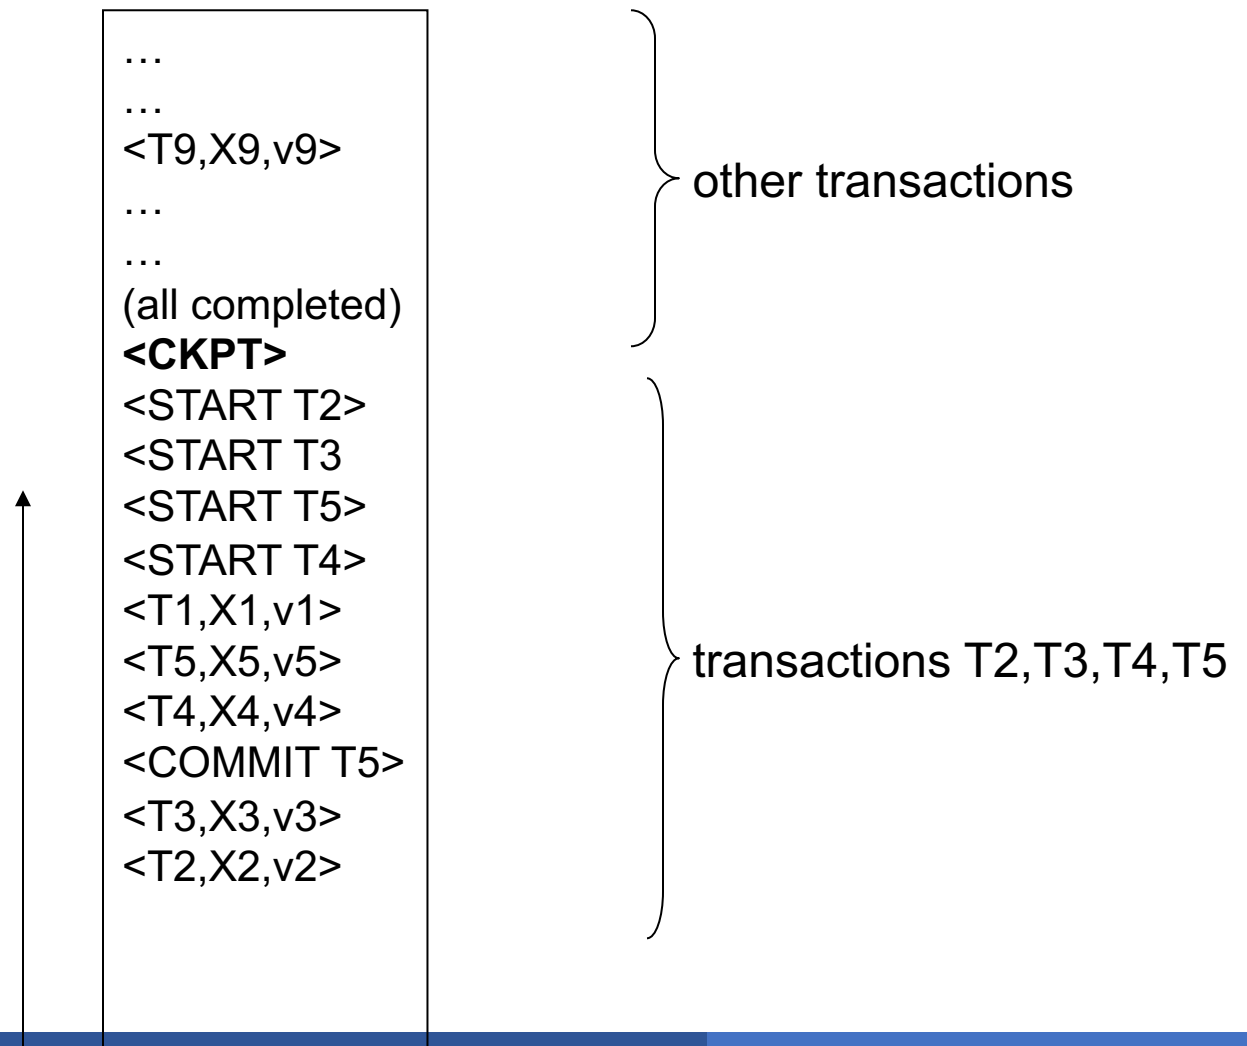 …
…
<T9,X9,v9>
…
…
(all completed)
<CKPT>
<START T2>
<START T3
<START T5>
<START T4>
<T1,X1,v1>
<T5,X5,v5>
<T4,X4,v4>
<COMMIT T5>
<T3,X3,v3>
<T2,X2,v2>
other transactions
transactions T2,T3,T4,T5